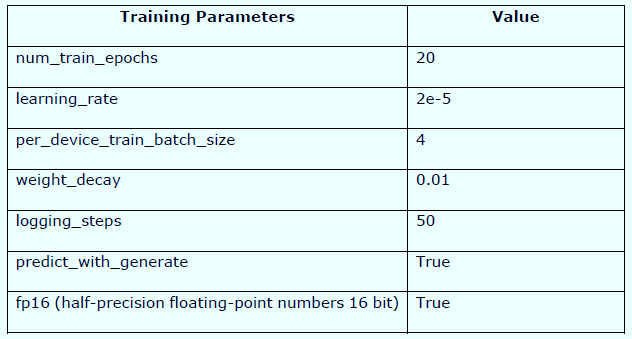 Training Parameters Value
num_train_epochs 20
learning_rate 2e-5
per_device_train_batch_size 4
weight_decay 0.01
logging_steps 50
predict_with_generate True
fp16 (half-precision floating-point numbers 16 bit) True